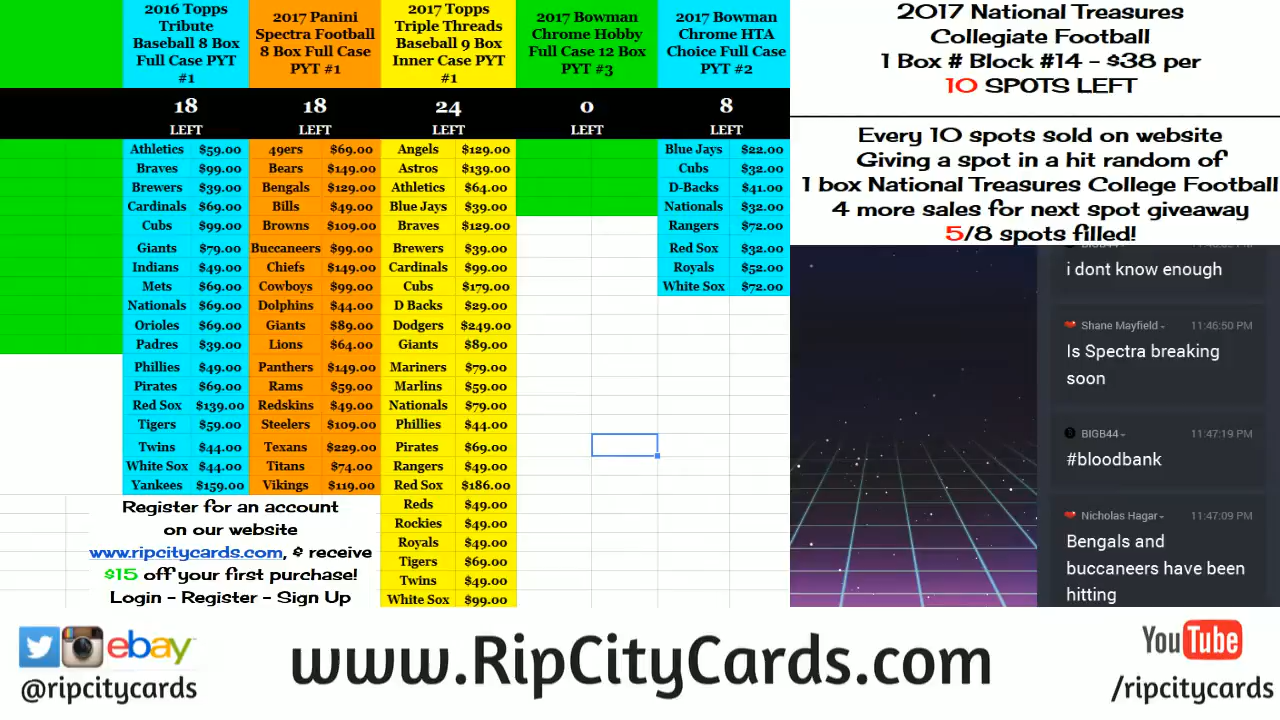 2016 Topps
Tribute
Baseball 8 Box
Full Case PYT
#1
18
LEFT
Athletics $59.00
Braves $99.00
Brewers $39.00
Cardinals $69.00
Cubs $99.00
Giants $79.00
Indians $49.00
Mets $69.00
Nationals $69.00
Orioles $69.00
Padres $39.00
Phillies $49.00
Pirates $69.00
Red Sox $139.00
Tigers $59.00
Twins $44.00
White Sox $44.00
Yankees $159.00
2017 Panini
Spectra Football
8 Box Full Case
PYT #1
18
LEFT
49ers $69.00
Bears $149.00
Bengals $129.00
Bills $49.00
Browns $109.00
Buccaneers $99.00
Chiefs $149.00
Cowboys $99.00
Dolphins $44.00
Giants $89.00
Lions $64.00
Panthers $149.00
Rams $59.00
Redskins $49.00
Steelers $109.00
Texans $229.00
Titans $74.00
Vikings $119.00
2017 Topps
Triple Threads
Baseball 9 Box
Inner Case PYT
#1
24
LEFT
Angels $129.00
Astros $139.00
Athletics $64.00
Blue Jays $39.00
Braves $129.00
Brewers $39.00
Cardinals $99.00
Cubs $179.00
D Backs $29.00
Dodgers $249.00
Giants $89.00
Mariners $79.00
Marlins $59.00
Nationals $79.00
Phillies $44.00
Pirates $69.00
Rangers $49.00
Red Sox $186.00
Reds $49.00
Rockies $49.00
Royals $49.00
Tigers $69.00
Twins $49.00
White Sox $99.00
2017 Bowman
Chrome Hobby
Full Case 12 Box
PYT #3
0
LEFT
2017 Bowman
Chrome HTA
Choice Full Case
PYT #2
8
LEFT
Blue Jays $22.00
Cubs $32.00
D-Backs $41.00
Nationals $32.00
Rangers $72.00
Red Sox $32.00
Royals $52.00
White Sox $72.00
Register for an account
on our website
www.ripcitycards.com, & receive
$15 off your first purchase!
Login - Register - Sign Up
2017 National Treasures
Collegiate Football
1 Box # Block #14 - $38 per
10 SPOTS LEFT
Every 10 spots sold on website
Giving a spot in a hit random of
1 box National Treasures College Football
4 more sales for next spot giveaway
5/8 spots filled!
BIGB44
i dont know enough
Shane Mayfield 11:46:50 PM
Is Spectra breaking
soon
BIGB44 11:47:19 PM
#bloodbank
Nicholas Hagar 11:47:09 PM
Bengals and
buccaneers have been
hitting
ebay
@ripcitycards
www.RipCityCards.com
YouTube
/ripcitycards